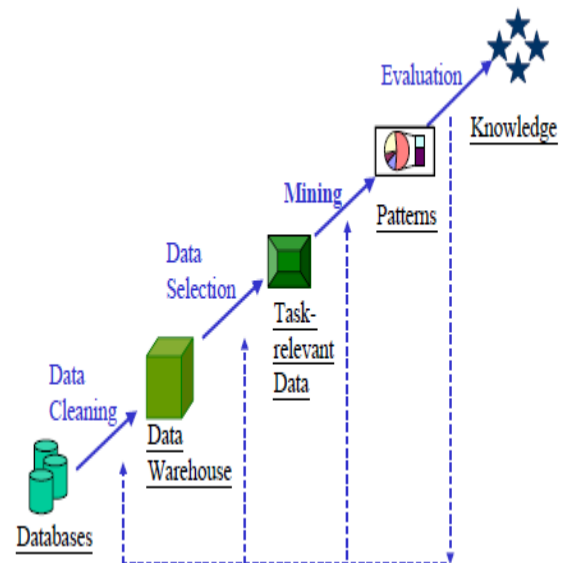 Evaluation
Knowledge
Mining
Patterns
Data
Selection
Task-
relevant
Data
Data
Cleaning
Data
Warehouse
Databases